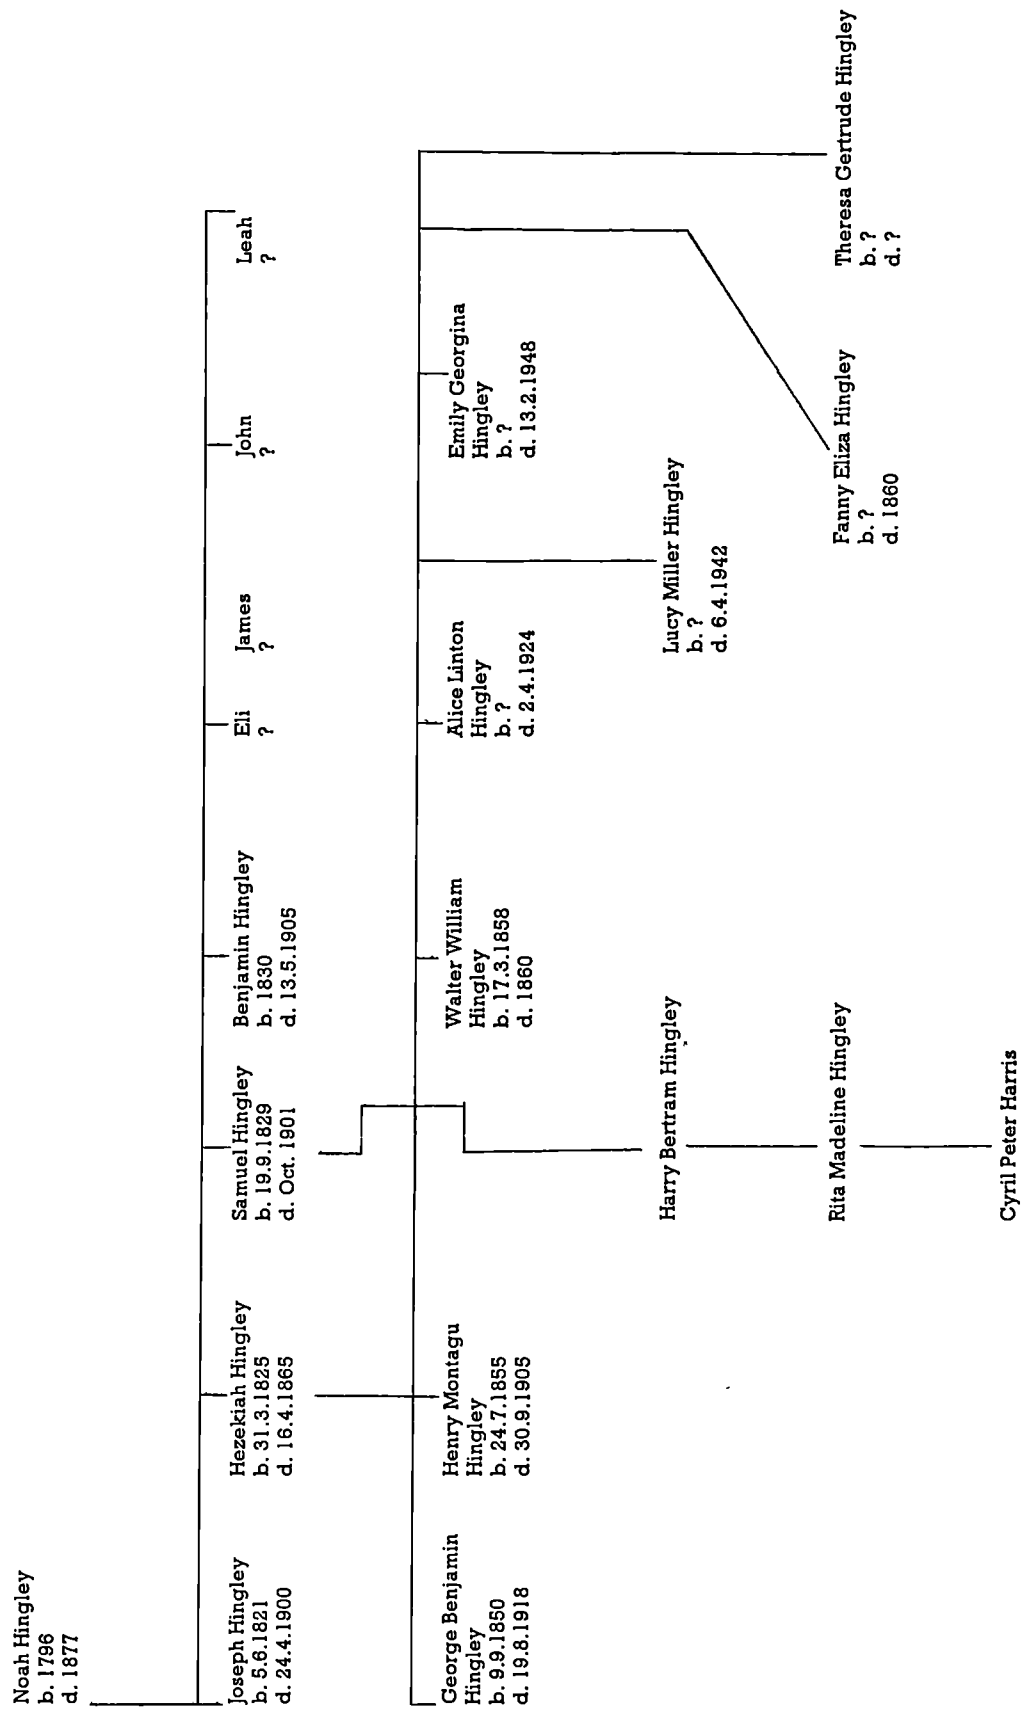 Noah Hingley
b. 1796
d. 1877
Joseph Hingley
b. 5.6.1821
d. 24.4.1900
Hezekiah Hingley
b. 31.3.1825
d. 16.4.1865
Samuel Hingley
b. 19.9.1829
d. Oct. 1901
Benjamin Hingley
b. 1830
d. 13.5.1905
Eli
?
James
?
John
?
Leah
?
George Benjamin
Hingley
b. 9.9.1850
d. 19.8.1918
Henry Montagu
Hingley
b. 24.7.1855
d. 30.9.1905
Walter William
Hingley
b. 17.3.1858
d. 1860
Alice Linton
Hingley
b. ?
d. 2.4.1924
Emily Georgina
Hingley
b. ?
d. 13.2.1948
Harry Bertram Hingley
Lucy Miller Hingley
b. ?
d. 6.4.1942
Rita Madeline Hingley
Fanny Eliza Hingley
b. ?
d. 1860
Theresa Gertrude Hingley
b. ?
d. ?
Cyril Peter Harris